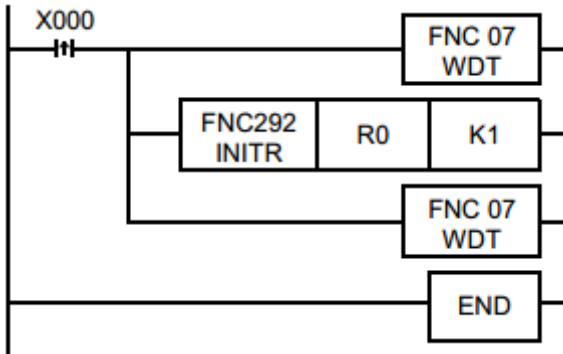 X000
FNC 07
WDT
FNC292
INITR
R0
K1
FNC 07
WDT
END